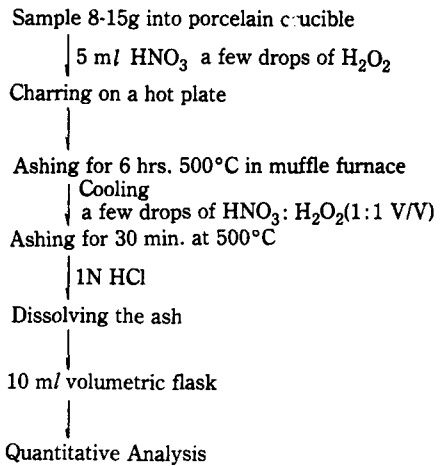 Sample 8-15g into porcelain crucible
5 ml HNO₃ a few drops of H₂O₂
Charring on a hot plate
Ashing for 6 hrs. 500°C in muffle furnace
Cooling
a few drops of HNO₃: H₂O₂(1:1 V/V)
Ashing for 30 min. at 500°C
1N HCl
Dissolving the ash
10 ml volumetric flask
Quantitative Analysis